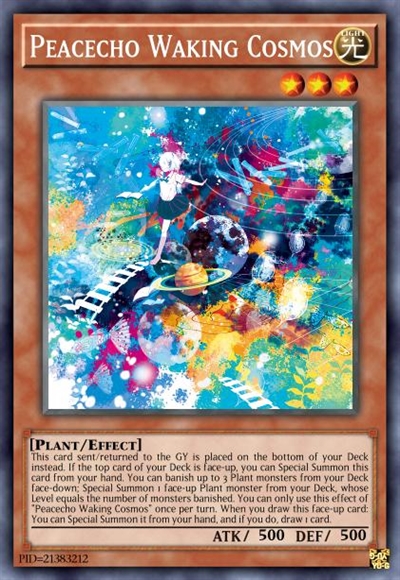 Peacecho Waking Cosmos
LIGHT
光
[Plant/Effect]
This card sent/returned to the GY is placed on the bottom of your Deck
instead. If the top card of your Deck is face-up, you can Special Summon this
card from your hand. You can banish up to 3 Plant monsters from your Deck
face-down; Special Summon 1 face-up Plant monster from your Deck, whose
Level equals the number of monsters banished. You can only use this effect of
"Peacecho Waking Cosmos" once per turn. When you draw this face-up card:
You can Special Summon it from your hand, and if you do, draw 1 card.
ATK/ 500 DEF/ 500
PID=21383212